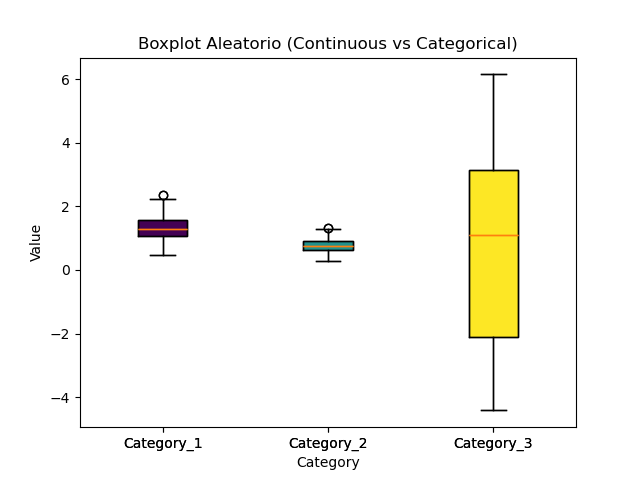 Boxplot Aleatorio (Continuous vs Categorical)
6
4
2
0
−2
−4
Value
Category_1
Category_2
Category_3
Category